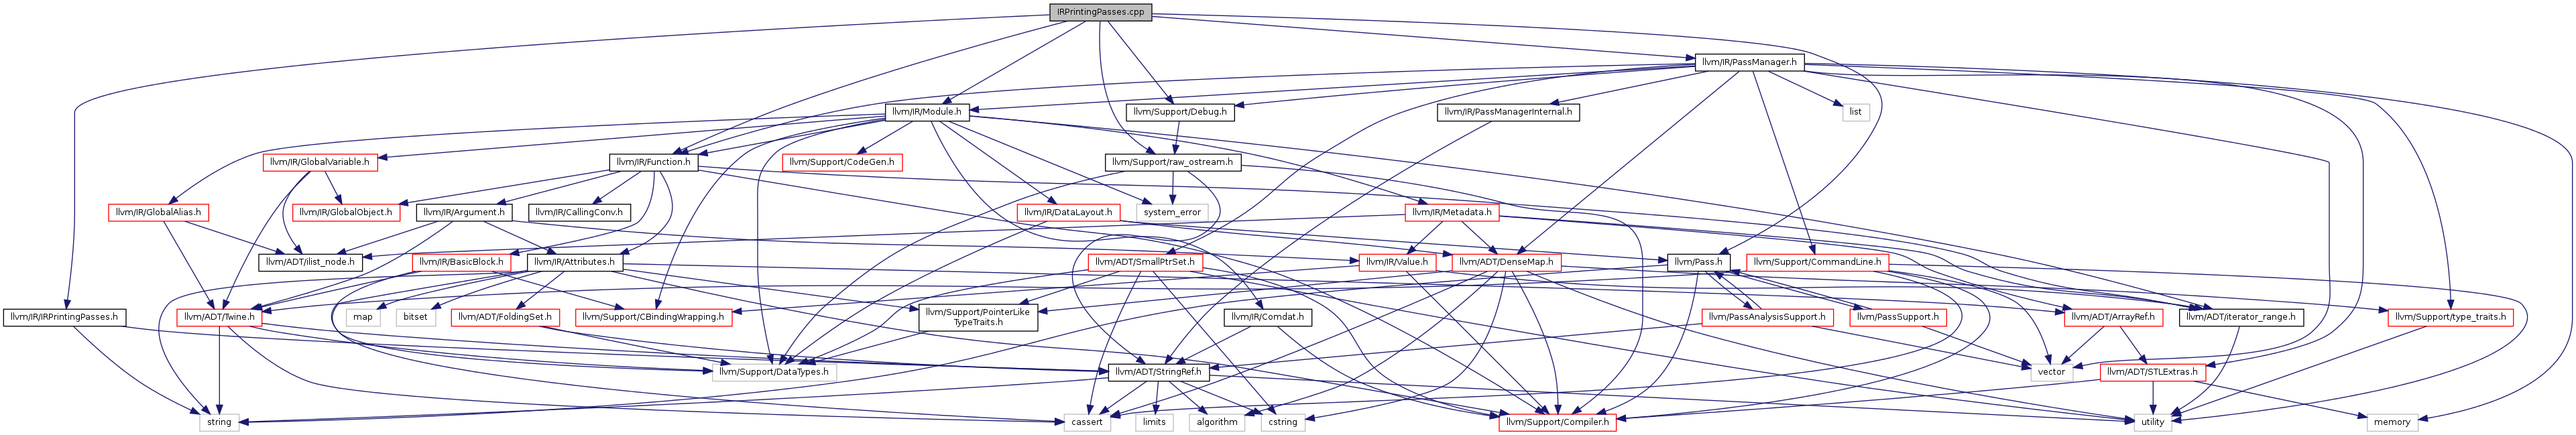 IRPrintingPasses.cpp
llvm/IR/PassManager.h
llvm/IR/Module.h
llvm/Support/Debug.h
llvm/IR/PassManagerInternal.h
list
llvm/IR/GlobalVariable.h
llvm/IR/Function.h
llvm/Support/CodeGen.h
llvm/Support/raw_ostream.h
llvm/IR/GlobalAlias.h
llvm/IR/GlobalObject.h
llvm/IR/Argument.h
llvm/IR/CallingConv.h
llvm/IR/DataLayout.h
system_error
llvm/IR/Metadata.h
llvm/ADT/ilist_node.h
llvm/IR/BasicBlock.h
llvm/IR/Attributes.h
llvm/ADT/SmallPtrSet.h
llvm/IR/Value.h
llvm/ADT/DenseMap.h
llvm/Pass.h
llvm/Support/CommandLine.h
llvm/IR/IRPrintingPasses.h
llvm/ADT/Twine.h
map
bitset
llvm/ADT/FoldingSet.h
llvm/Support/CBindingWrapping.h
llvm/Support/PointerLike
TypeTraits.h
llvm/IR/Comdat.h
llvm/PassAnalysisSupport.h
llvm/PassSupport.h
llvm/ADT/ArrayRef.h
llvm/ADT/iterator_range.h
llvm/Support/type_traits.h
llvm/Support/DataTypes.h
llvm/ADT/StringRef.h
vector
llvm/ADT/STLExtras.h
string
cassert
limits
algorithm
cstring
llvm/Support/Compiler.h
utility
memory